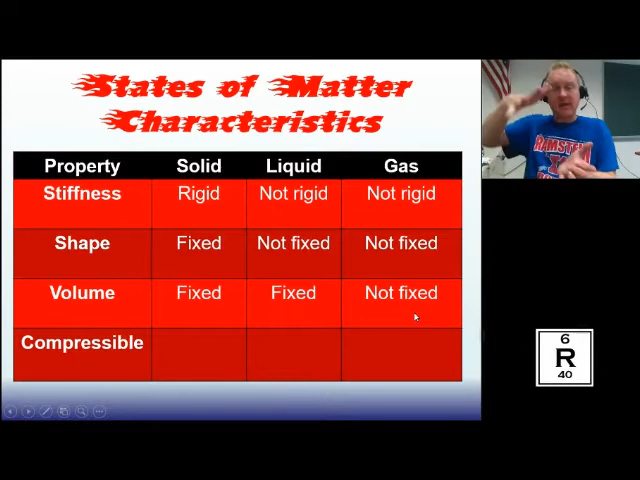 States of Matter
Characteristics
Property Solid Liquid Gas
Stiffness Rigid Not rigid Not rigid
Shape Fixed Not fixed Not fixed
Volume Fixed Fixed Not fixed
Compressible
RAMSTEIN
6
R
40